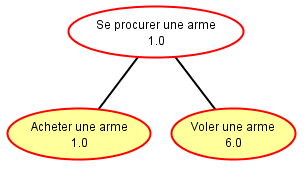 Se procurer une arme
1.0
Acheter une arme
1.0
Voler une arme
6.0